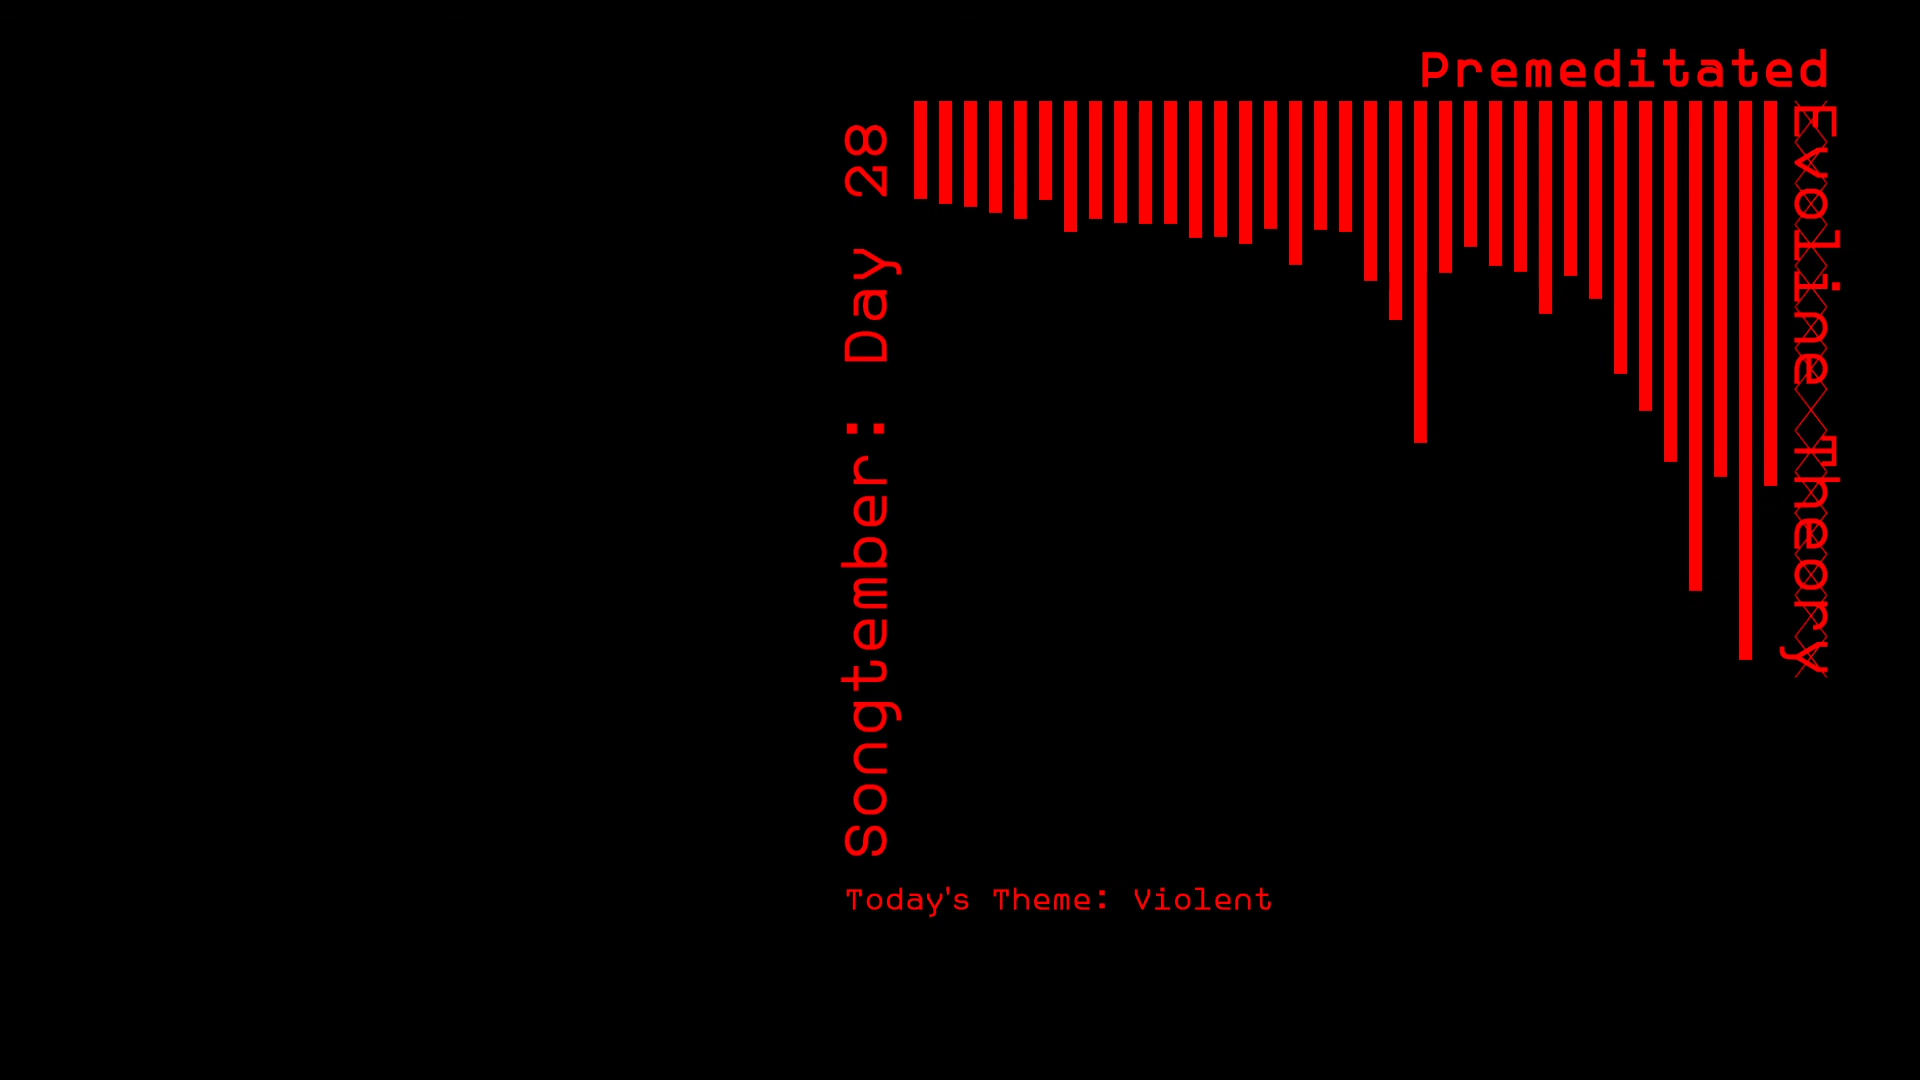 Premeditated
Evoline Theory
Songtember: Day 28
Today's Theme: Violent